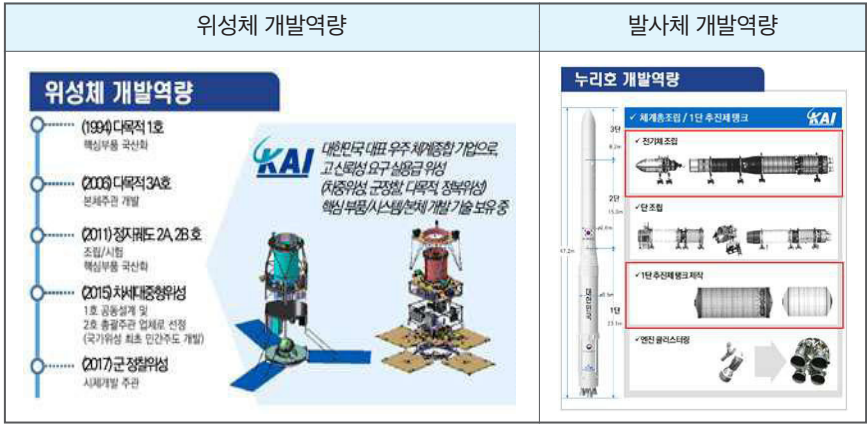 위성체 개발역량
발사체 개발역량
위성체 개발역량
(1994) 다목적 1호
핵심부품 국산화
(2006) 다목적 3A호
본체주관 개발
(2011) 정지궤도 2A, 2B 호
조립/시험
핵심부품 국산화
(2015) 차세대중형위성
1호 공동설계 및
2호 총괄주관 업체로 선정
(국가위성 최초 민간주도 개발)
(2017) 군 정찰위성
시제개발 주관
KAI
대한민국 대표 우주 체계종합 기업으로,
고신뢰성 요구 실용급 위성
(차중위성, 군정찰, 다목적, 정복위성)
핵심 부품/시스템/본체 개발 기술 보유 중
누리호 개발역량
✓ 체계총조립 / 1단 추진체 탱크
KAI
3단
✓ 전기체 조립
2단
✓ 단 조립
47.2m
✓ 1단 추진체 탱크 제작
1단
✓ 엔진 클러스터링